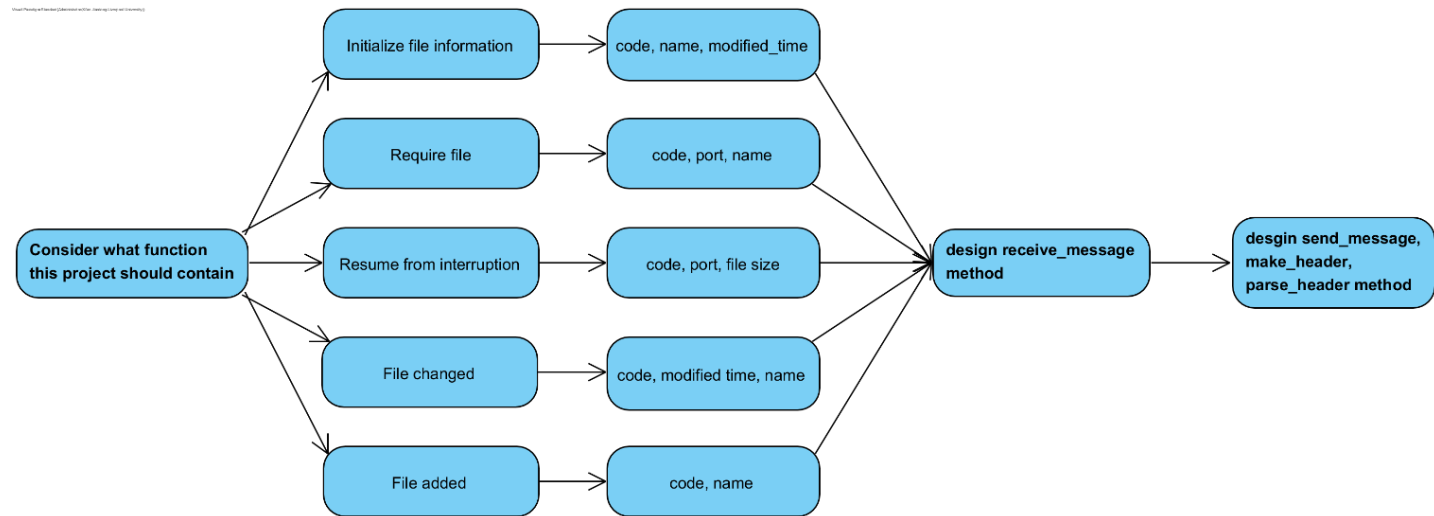 Initialize file information
code, name, modified_time
Require file
code, port, name
Consider what function
this project should contain
Resume from interruption
code, port, file size
design receive_message
method
desgin send_message,
make_header,
parse_header method
File changed
code, modified time, name
File added
code, name